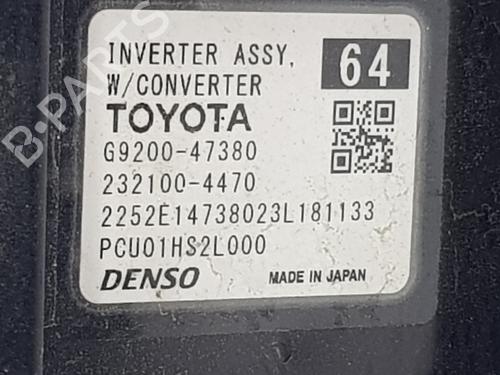 INVERTER ASSY, 64
W/CONVERTER
TOYOTA
G9200-47380
232100-4470
2252E14738023L181133
PCU01HS2L000
DENSO MADE IN JAPAN
B-PARTS